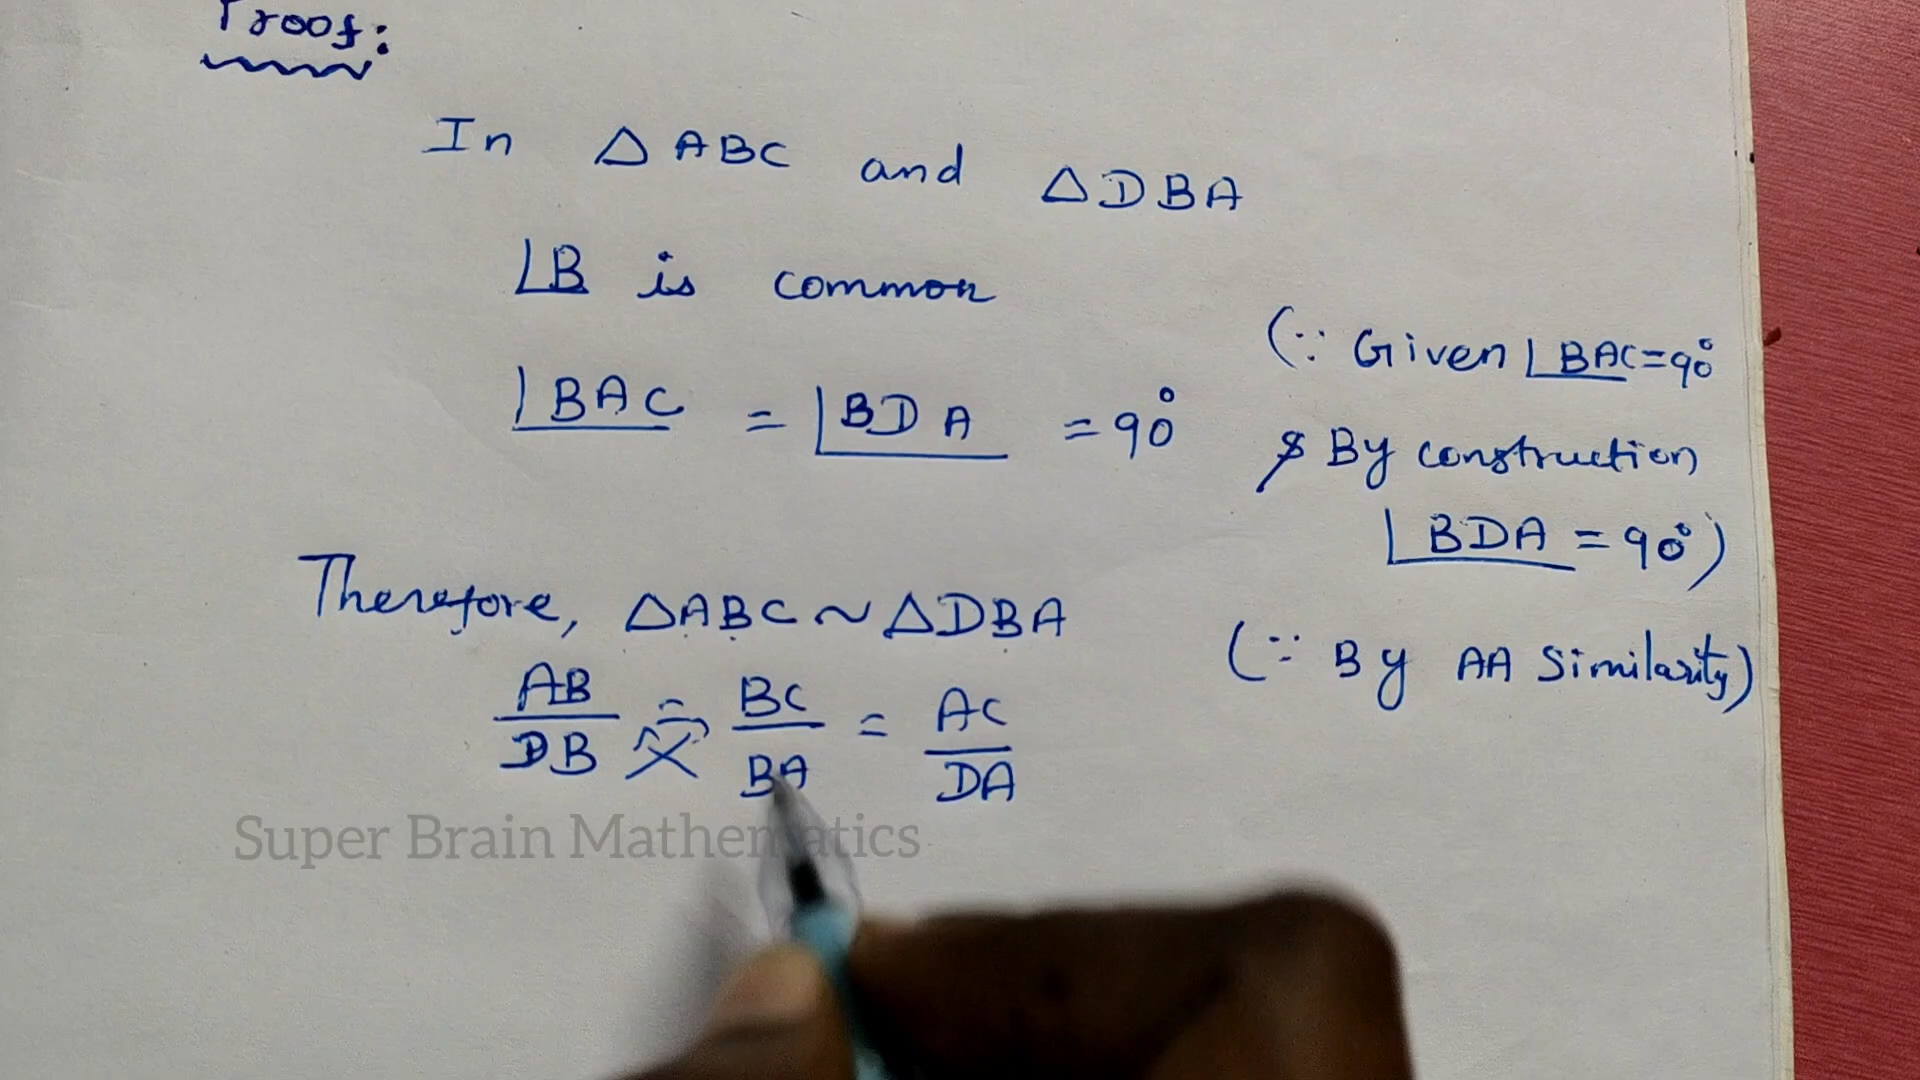 Proof:
In △ABC and △DBA
∠B is common
∠BAC = ∠BDA = 90° (∵ Given ∠BAC = 90°
& By construction
∠BDA = 90°)
Therefore, △ABC ~ △DBA (∵ By AA Similarity)
AB/DB = BC/BA = AC/DA
Super Brain Mathematics